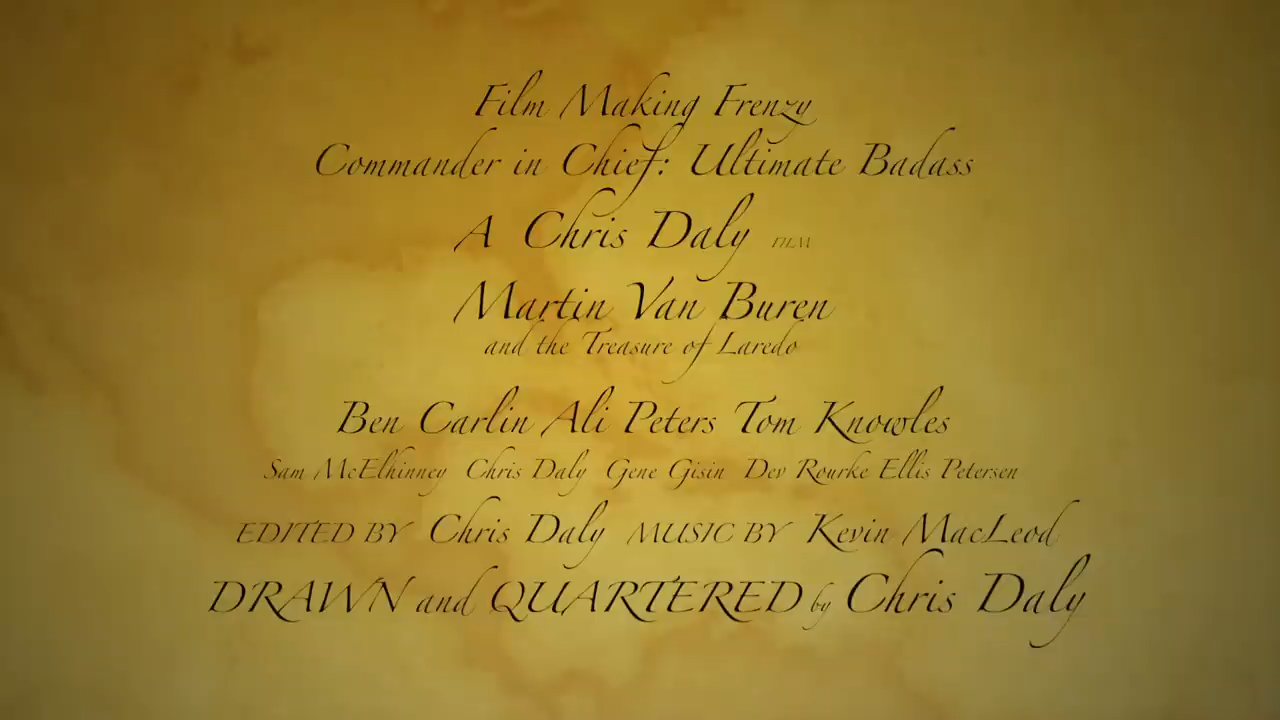 Film Making Frenzy
Commander in Chief: Ultimate Badass
A Chris Daly FILM
Martin Van Buren
and the Treasure of Laredo
Ben Carlin Ali Peters Tom Knowles
Sam McElhinney Chris Daly Gene Gisin Dev Rourke Ellis Petersen
EDITED BY Chris Daly MUSIC BY Kevin MacLeod
DRAWN and QUARTERED by Chris Daly